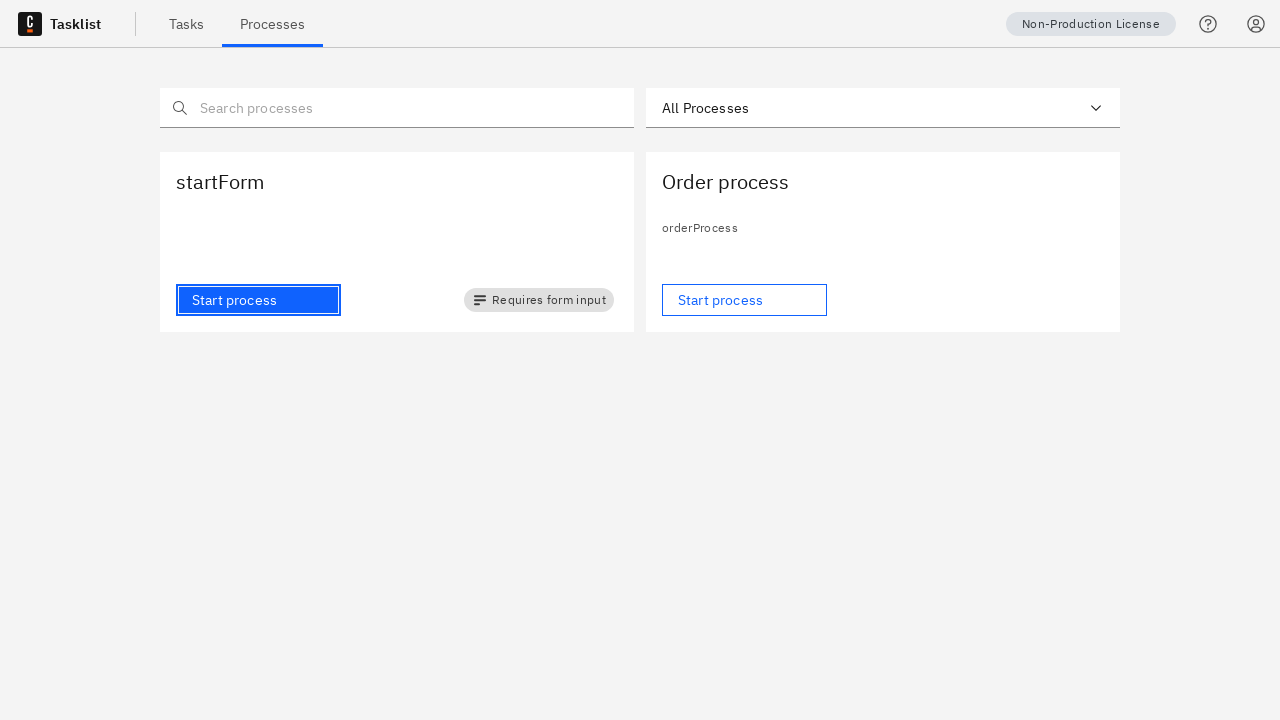 Tasklist
Tasks
Processes
Non-Production License
Search processes
All Processes
startForm
Start process
Requires form input
Order process
orderProcess
Start process